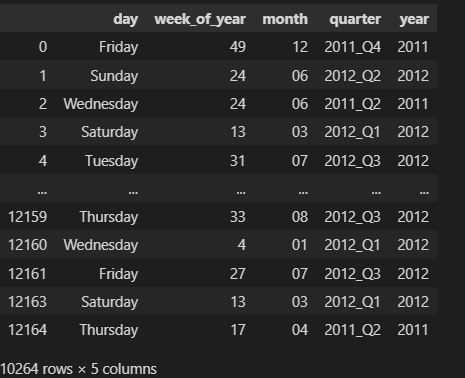 day week_of_year month quarter year
0 Friday 49 12 2011_Q4 2011
1 Sunday 24 06 2012_Q2 2012
2 Wednesday 24 06 2011_Q2 2011
3 Saturday 13 03 2012_Q1 2012
4 Tuesday 31 07 2012_Q3 2012
... ... ... ... ... ...
12159 Thursday 33 08 2012_Q3 2012
12160 Wednesday 4 01 2012_Q1 2012
12161 Friday 27 07 2012_Q3 2012
12163 Saturday 13 03 2012_Q1 2012
12164 Thursday 17 04 2011_Q2 2011
10264 rows × 5 columns